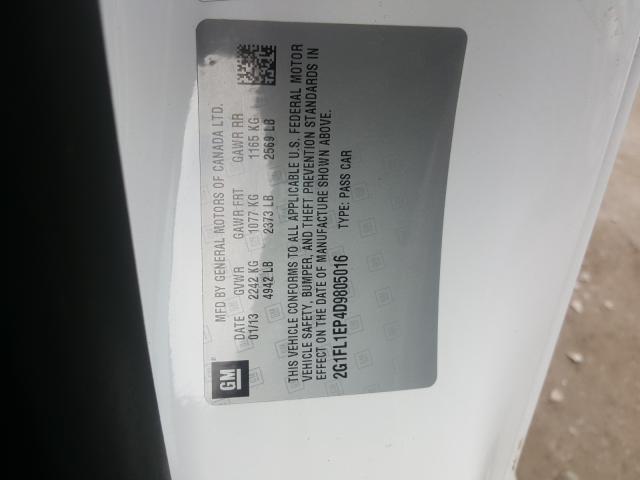 MFD BY GENERAL MOTORS OF CANADA LTD.
DATE GVWR GAWR FRT GAWR RR
01/13 2242 KG 1077 KG 1165 KG
4942 LB 2373 LB 2569 LB
GM
THIS VEHICLE CONFORMS TO ALL APPLICABLE U.S. FEDERAL MOTOR
VEHICLE SAFETY, BUMPER, AND THEFT PREVENTION STANDARDS IN
EFFECT ON THE DATE OF MANUFACTURE SHOWN ABOVE.
2G1FL1EP4D9805016 TYPE: PASS CAR